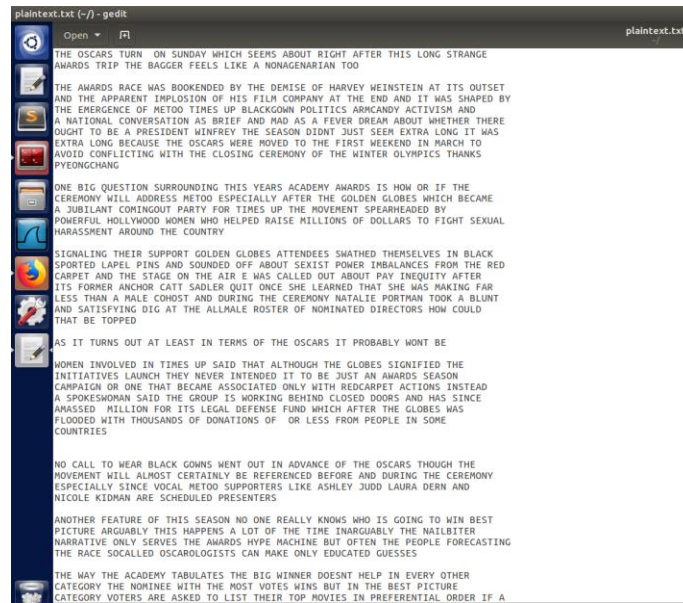 plaintext.txt (~/) - gedit
Open
plaintext.txt
~/
THE OSCARS TURN  ON SUNDAY WHICH SEEMS ABOUT RIGHT AFTER THIS LONG STRANGE
AWARDS TRIP THE BAGGER FEELS LIKE A NONAGENARIAN TOO
THE AWARDS RACE WAS BOOKENDED BY THE DEMISE OF HARVEY WEINSTEIN AT ITS OUTSET
AND THE APPARENT IMPLOSION OF HIS FILM COMPANY AT THE END AND IT WAS SHAPED BY
THE EMERGENCE OF METOO TIMES UP BLACKGOWN POLITICS ARMCANDY ACTIVISM AND
A NATIONAL CONVERSATION AS BRIEF AND MAD AS A FEVER DREAM ABOUT WHETHER THERE
OUGHT TO BE A PRESIDENT WINFREY THE SEASON DIDNT JUST SEEM EXTRA LONG IT WAS
EXTRA LONG BECAUSE THE OSCARS WERE MOVED TO THE FIRST WEEKEND IN MARCH TO
AVOID CONFLICTING WITH THE CLOSING CEREMONY OF THE WINTER OLYMPICS THANKS
PYEONGCHANG
ONE BIG QUESTION SURROUNDING THIS YEARS ACADEMY AWARDS IS HOW OR IF THE
CEREMONY WILL ADDRESS METOO ESPECIALLY AFTER THE GOLDEN GLOBES WHICH BECAME
A JUBILANT COMINGOUT PARTY FOR TIMES UP THE MOVEMENT SPEARHEADED BY
POWERFUL HOLLYWOOD WOMEN WHO HELPED RAISE MILLIONS OF DOLLARS TO FIGHT SEXUAL
HARASSMENT AROUND THE COUNTRY
SIGNALING THEIR SUPPORT GOLDEN GLOBES ATTENDEES SWATHED THEMSELVES IN BLACK
SPORTED LAPEL PINS AND SOUNDED OFF ABOUT SEXIST POWER IMBALANCES FROM THE RED
CARPET AND THE STAGE ON THE AIR E WAS CALLED OUT ABOUT PAY INEQUITY AFTER
ITS FORMER ANCHOR CATT SADLER QUIT ONCE SHE LEARNED THAT SHE WAS MAKING FAR
LESS THAN A MALE COHOST AND DURING THE CEREMONY NATALIE PORTMAN TOOK A BLUNT
AND SATISFYING DIG AT THE ALLMALE ROSTER OF NOMINATED DIRECTORS HOW COULD
THAT BE TOPPED
AS IT TURNS OUT AT LEAST IN TERMS OF THE OSCARS IT PROBABLY WONT BE
WOMEN INVOLVED IN TIMES UP SAID THAT ALTHOUGH THE GLOBES SIGNIFIED THE
INITIATIVES LAUNCH THEY NEVER INTENDED IT TO BE JUST AN AWARDS SEASON
CAMPAIGN OR ONE THAT BECAME ASSOCIATED ONLY WITH REDCARPET ACTIONS INSTEAD
A SPOKESWOMAN SAID THE GROUP IS WORKING BEHIND CLOSED DOORS AND HAS SINCE
AMASSED  MILLION FOR ITS LEGAL DEFENSE FUND WHICH AFTER THE GLOBES WAS
FLOODED WITH THOUSANDS OF DONATIONS OF  OR LESS FROM PEOPLE IN SOME
COUNTRIES
NO CALL TO WEAR BLACK GOWNS WENT OUT IN ADVANCE OF THE OSCARS THOUGH THE
MOVEMENT WILL ALMOST CERTAINLY BE REFERENCED BEFORE AND DURING THE CEREMONY
ESPECIALLY SINCE VOCAL METOO SUPPORTERS LIKE ASHLEY JUDD LAURA DERN AND
NICOLE KIDMAN ARE SCHEDULED PRESENTERS
ANOTHER FEATURE OF THIS SEASON NO ONE REALLY KNOWS WHO IS GOING TO WIN BEST
PICTURE ARGUABLY THIS HAPPENS A LOT OF THE TIME INARGUABLY THE NAILBITER
NARRATIVE ONLY SERVES THE AWARDS HYPE MACHINE BUT OFTEN THE PEOPLE FORECASTING
THE RACE SOCALLED OSCAROLOGISTS CAN MAKE ONLY EDUCATED GUESSES
THE WAY THE ACADEMY TABULATES THE BIG WINNER DOESNT HELP IN EVERY OTHER
CATEGORY THE NOMINEE WITH THE MOST VOTES WINS BUT IN THE BEST PICTURE
CATEGORY VOTERS ARE ASKED TO LIST THEIR TOP MOVIES IN PREFERENTIAL ORDER IF A